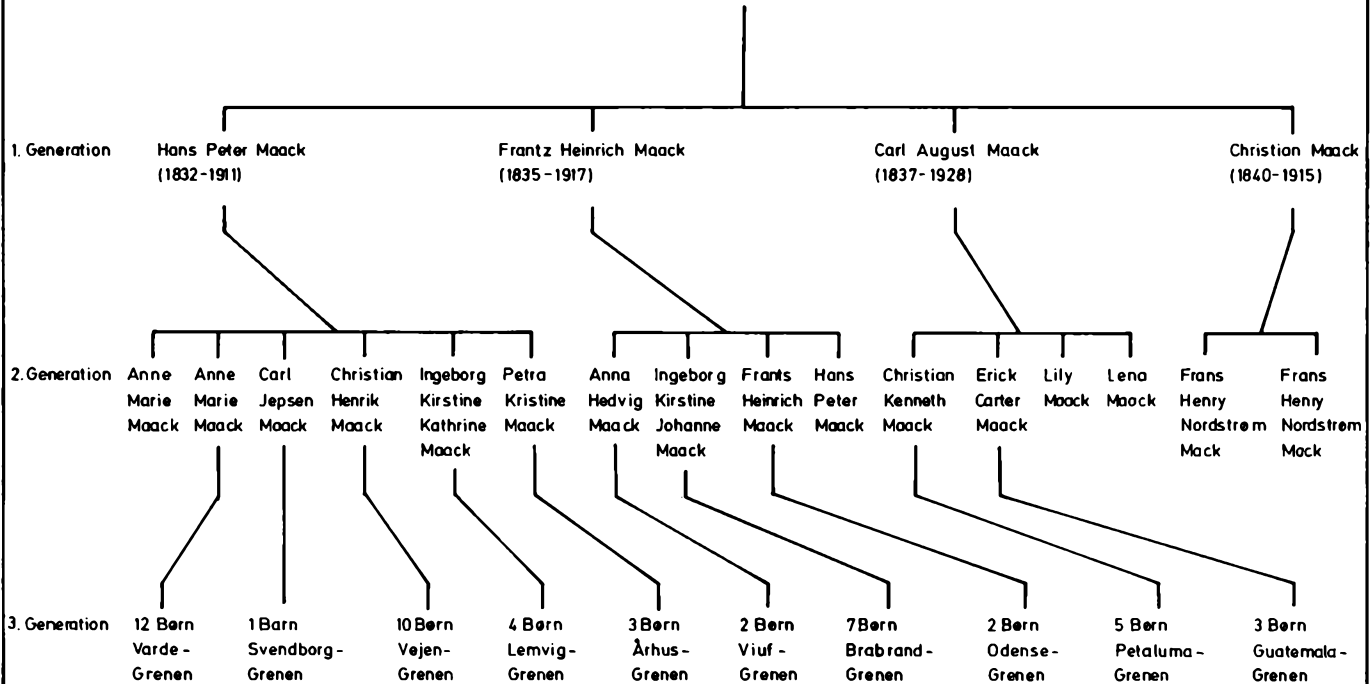 1. Generation
Hans Peter Maack
(1832-1911)
Frantz Heinrich Maack
(1835-1917)
Carl August Maack
(1837-1928)
Christian Maack
(1840-1915)
2. Generation
Anne
Marie
Maack
Anne
Marie
Maack
Carl
Jepsen
Maack
Christian
Henrik
Maack
Ingeborg
Kirstine
Kathrine
Maack
Petra
Kristine
Maack
Anna
Hedvig
Maack
Ingeborg
Kirstine
Johanne
Maack
Frants
Heinrich
Maack
Hans
Peter
Maack
Christian
Kenneth
Maack
Erick
Carter
Maack
Lily
Maack
Lena
Maack
Frans
Henry
Nordstrøm
Mack
Frans
Henry
Nordstrøm
Mack
3. Generation
12 Børn
Varde-
Grenen
1 Barn
Svendborg-
Grenen
10 Børn
Vejen-
Grenen
4 Børn
Lemvig-
Grenen
3 Børn
Århus-
Grenen
2 Børn
Viuf-
Grenen
7 Børn
Brabrand-
Grenen
2 Børn
Odense-
Grenen
5 Børn
Petaluma-
Grenen
3 Børn
Guatemala-
Grenen